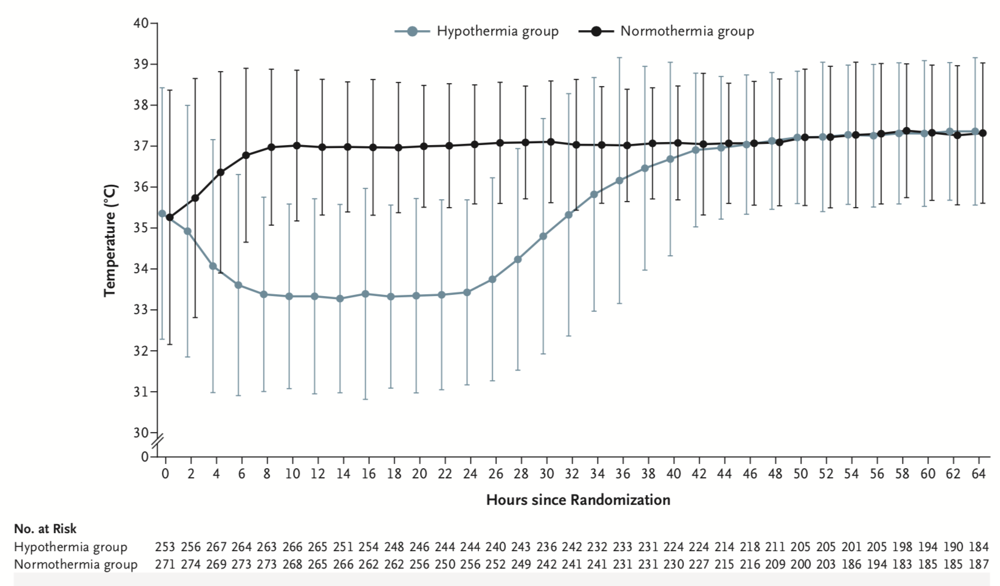 Hypothermia group Normothermia group
40
39
38
37
36
35
34
33
32
31
30
0
Temperature (°C)
0 2 4 6 8 10 12 14 16 18 20 22 24 26 28 30 32 34 36 38 40 42 44 46 48 50 52 54 56 58 60 62 64
Hours since Randomization
No. at Risk
Hypothermia group 253 256 267 264 263 266 265 251 254 248 246 244 244 240 243 236 242 232 233 231 224 224 214 218 211 205 205 201 205 198 194 190 184
Normothermia group 271 274 269 273 273 268 265 266 262 262 256 250 256 252 249 242 241 241 231 231 230 227 215 216 209 200 203 186 194 183 185 185 187